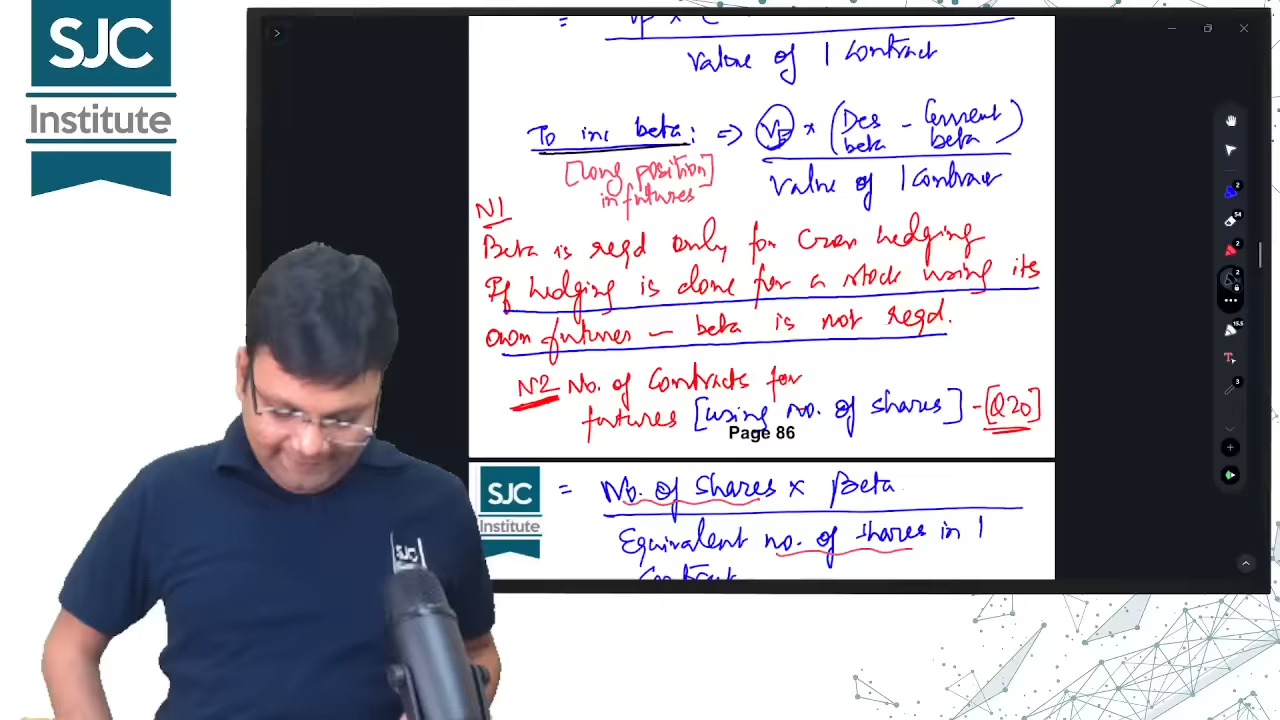 SJC
Institute
= Vp ×
Value of 1 Contract
To inc beta: => Vp × (Des beta - Current beta)
Value of 1 Contract
[Long position]
in futures
N1
Beta is reqd only for Cross hedging
If hedging is done for a stock using its
own futures — beta is not reqd.
N2 No. of Contracts for
futures [using no. of shares] - [Q20]
Page 86
SJC
Institute
= No. of shares × Beta
Equivalent no. of shares in 1
Contract
SJC